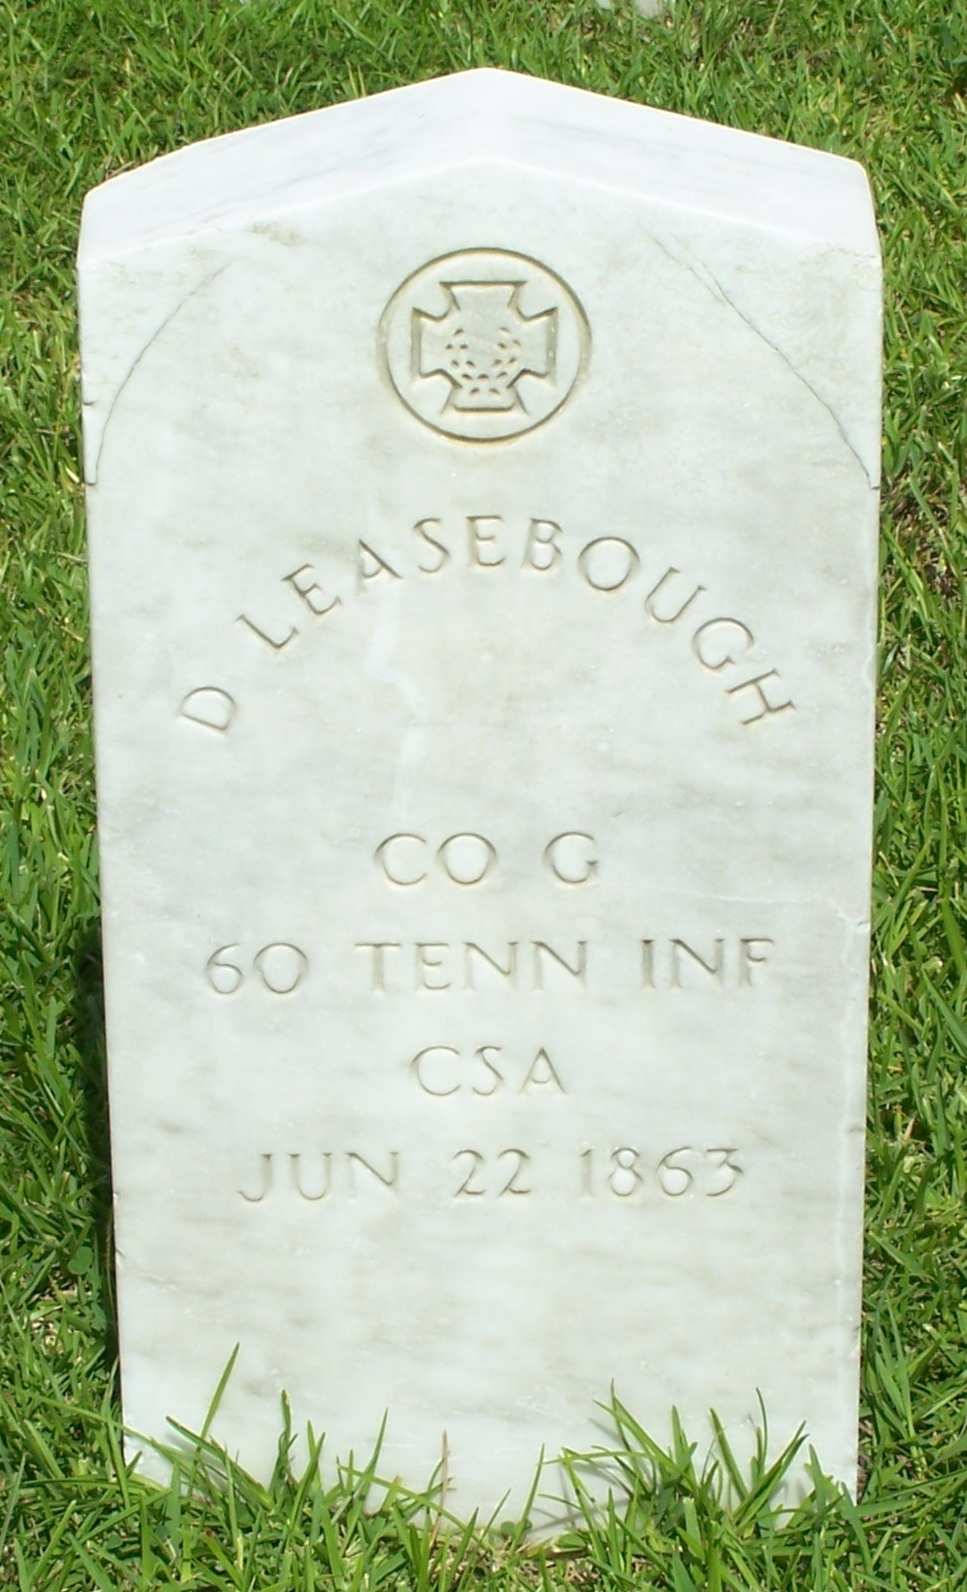 D LEASEBOUGH
CO G
60 TENN INF
CSA
JUN 22 1863